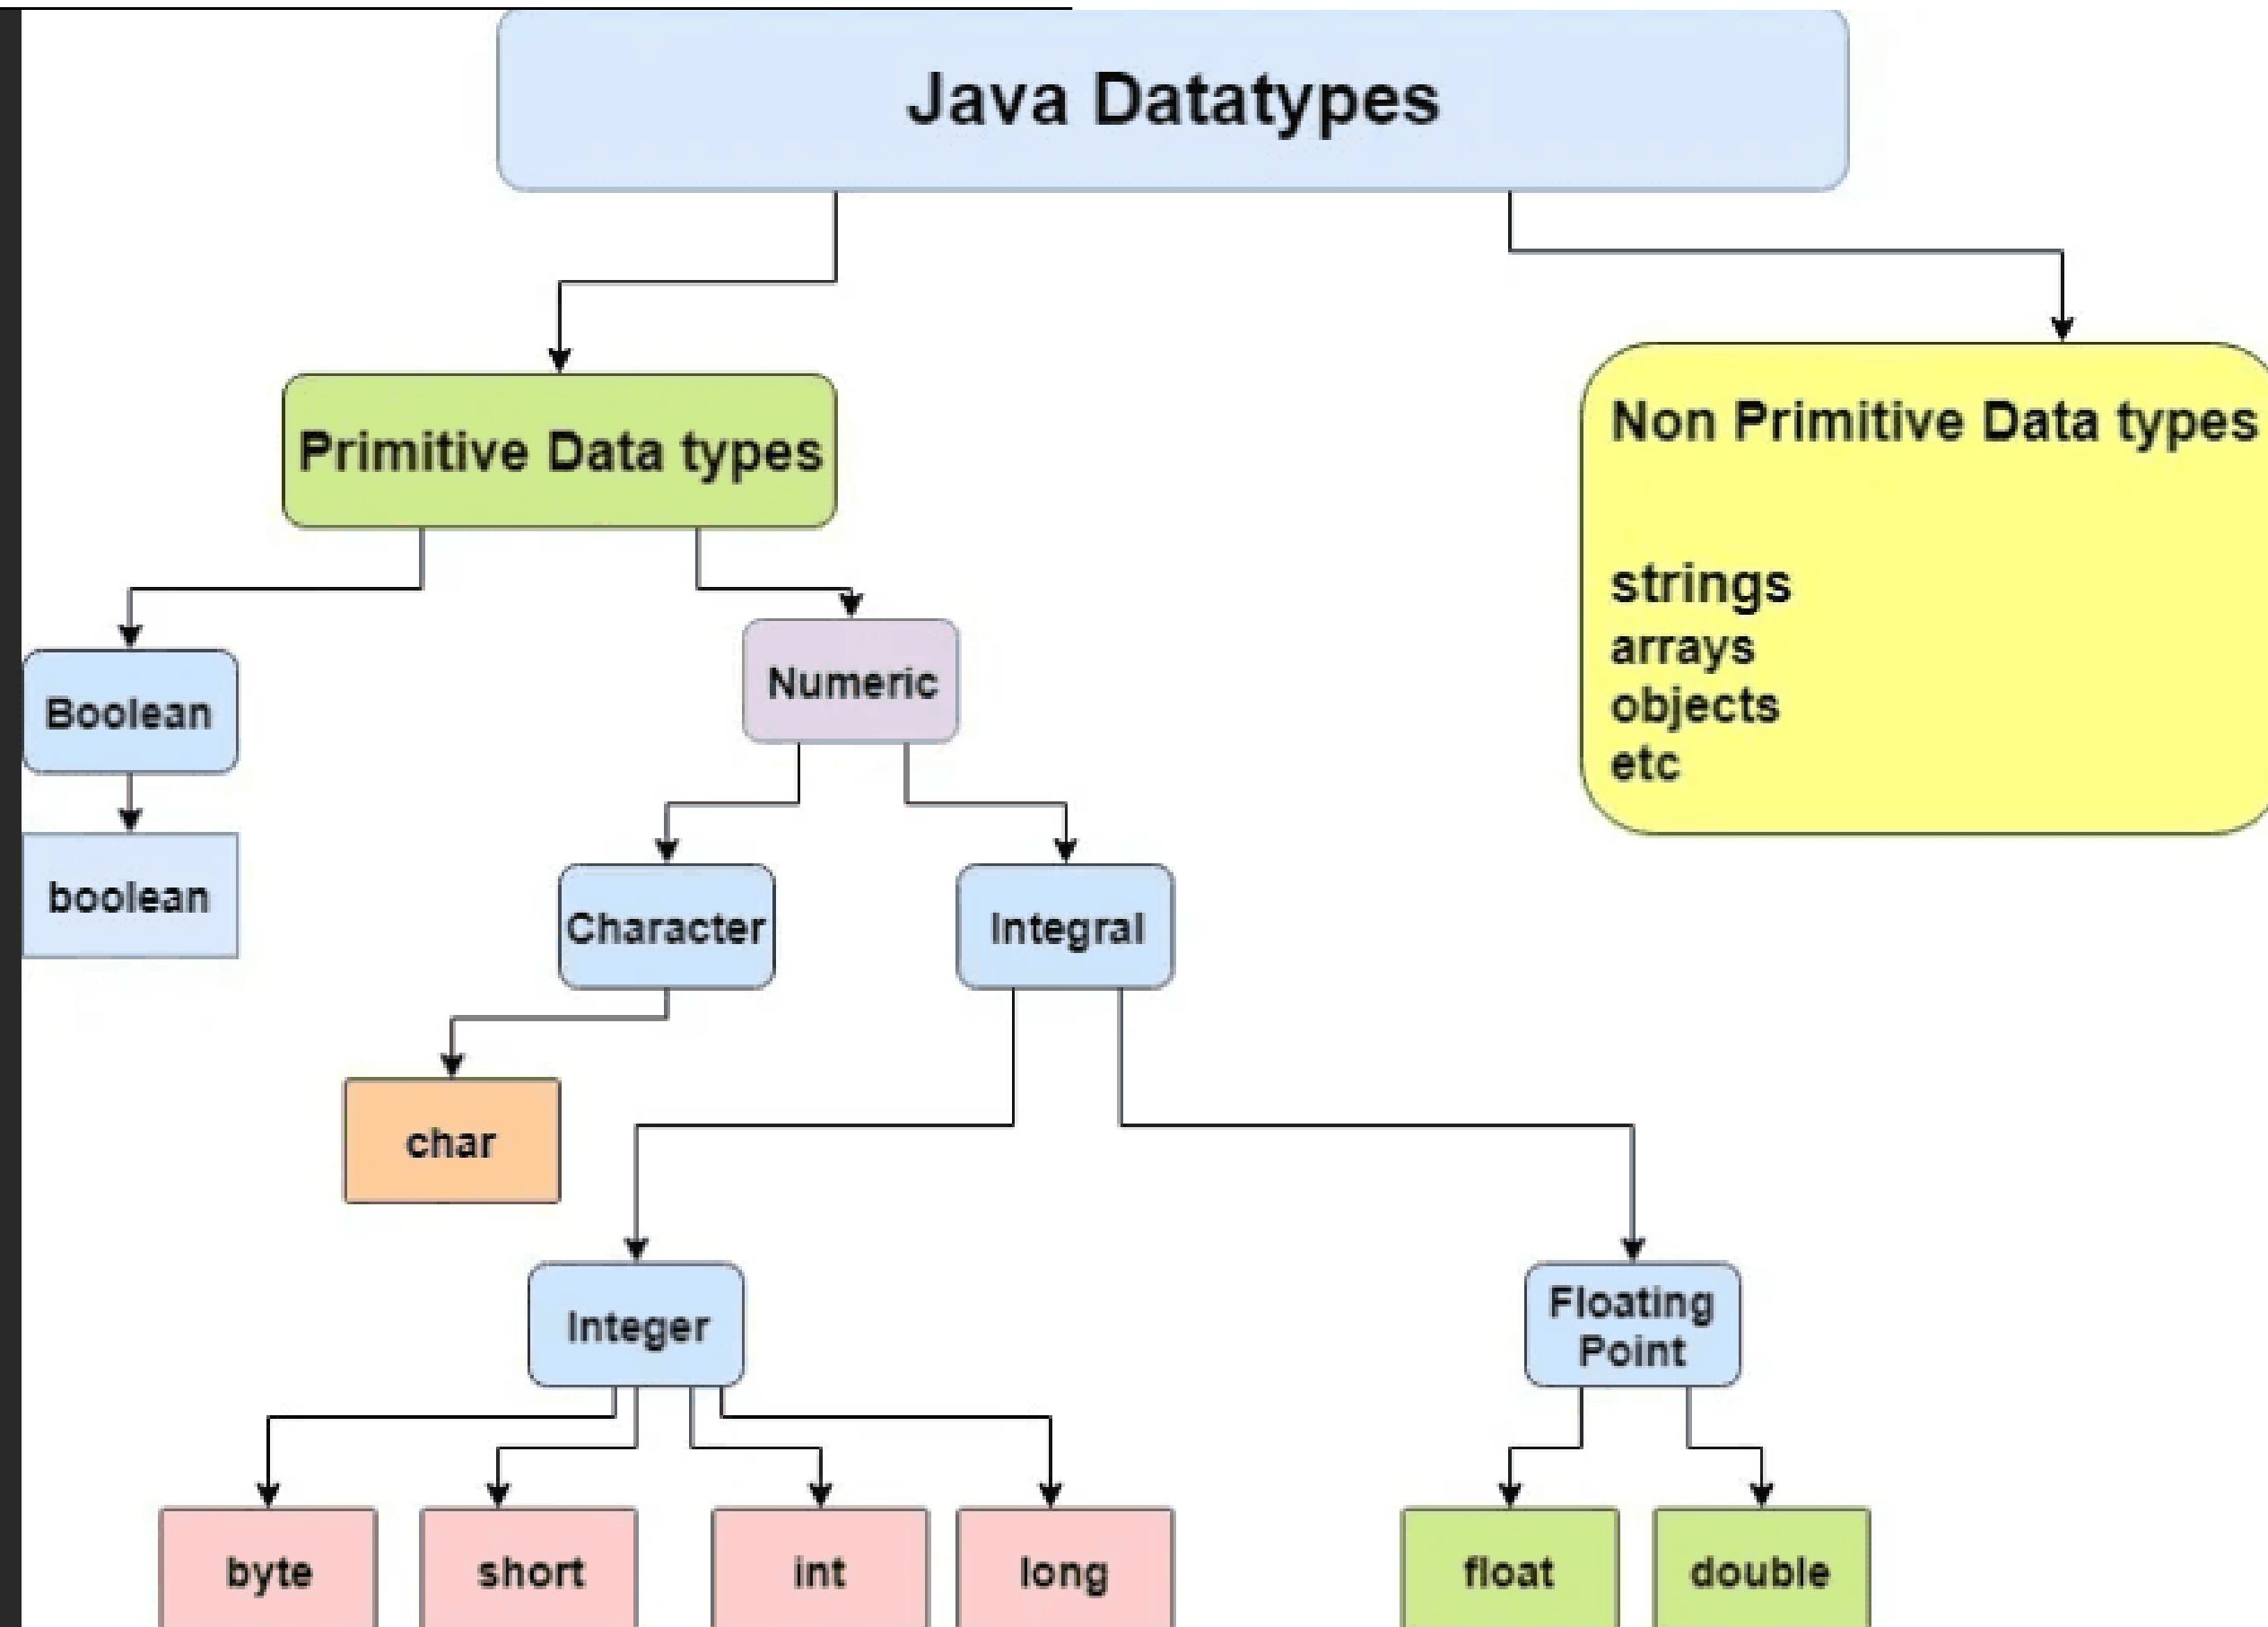 Java Datatypes
Primitive Data types
Non Primitive Data types
strings
arrays
objects
etc
Boolean
Numeric
boolean
Character
Integral
char
Integer
Floating
Point
byte
short
int
long
float
double